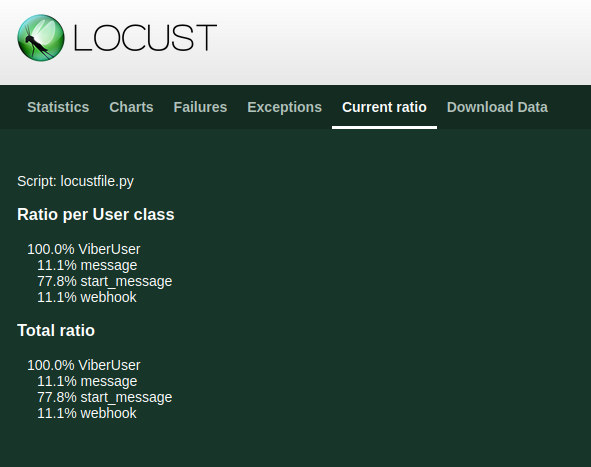 LOCUST
Statistics Charts Failures Exceptions Current ratio Download Data
Script: locustfile.py
Ratio per User class
100.0% ViberUser
11.1% message
77.8% start_message
11.1% webhook
Total ratio
100.0% ViberUser
11.1% message
77.8% start_message
11.1% webhook